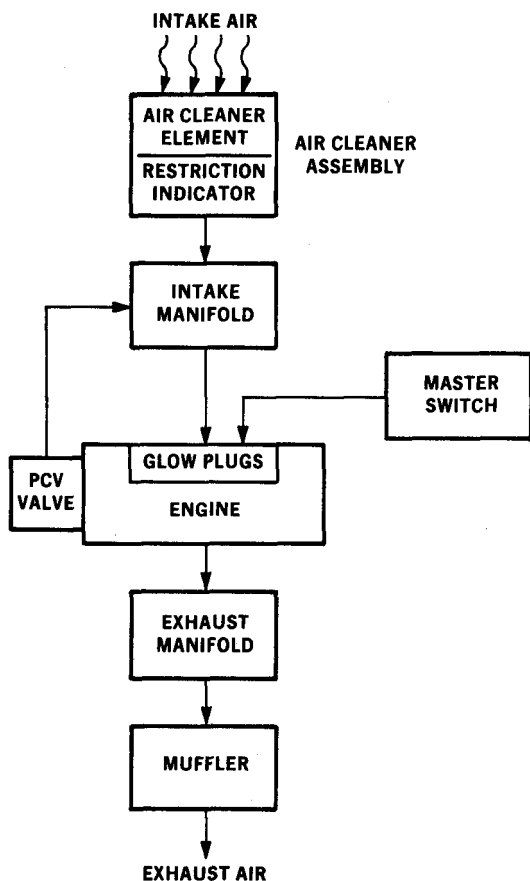 INTAKE AIR
AIR CLEANER
ELEMENT
RESTRICTION
INDICATOR
AIR CLEANER
ASSEMBLY
INTAKE
MANIFOLD
MASTER
SWITCH
GLOW PLUGS
PCV
VALVE
ENGINE
EXHAUST
MANIFOLD
MUFFLER
EXHAUST AIR